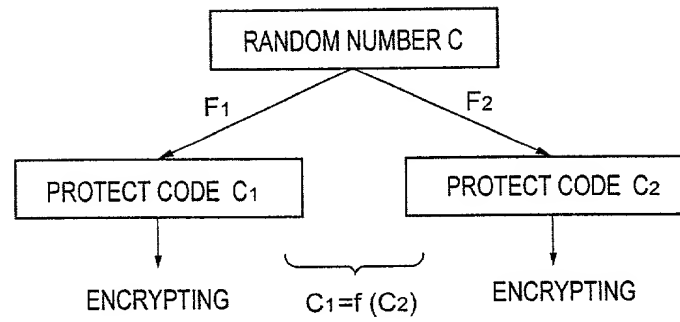 RANDOM NUMBER C
F1
F2
PROTECT CODE C1
PROTECT CODE C2
ENCRYPTING
C1=f (C2)
ENCRYPTING